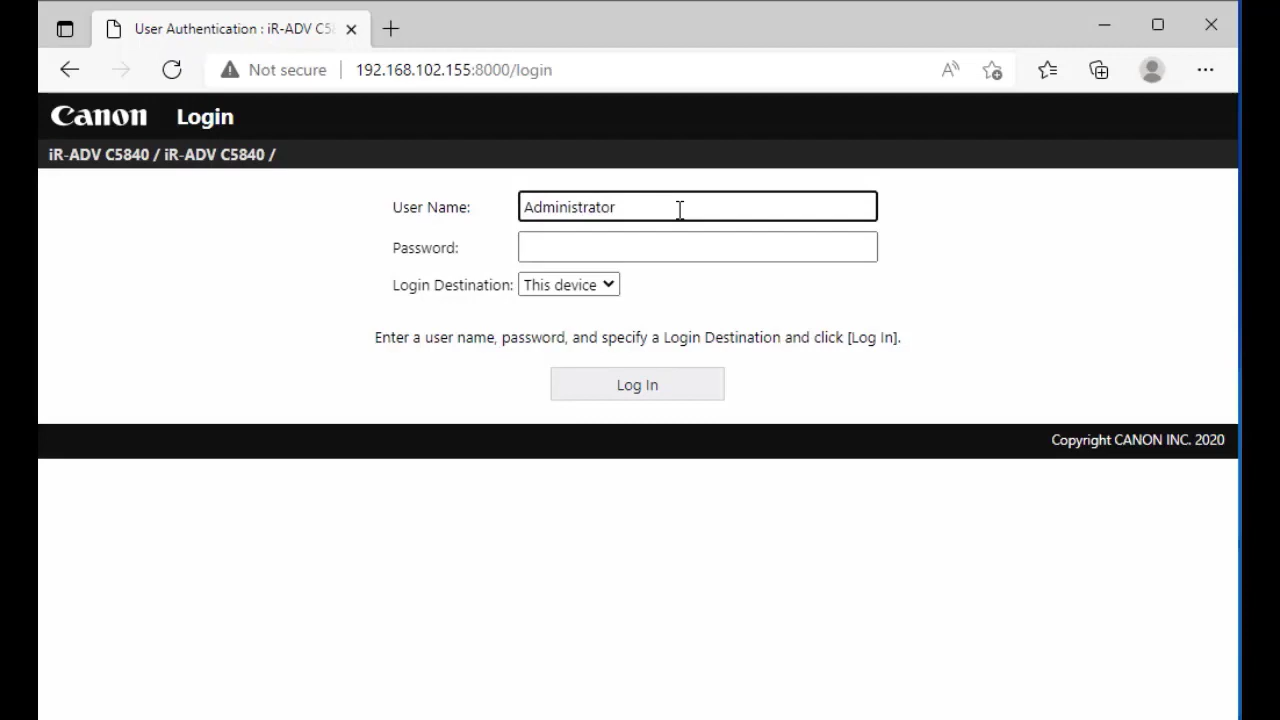 User Authentication : iR-ADV C5
Not secure 192.168.102.155:8000/login
Canon Login
iR-ADV C5840 / iR-ADV C5840 /
User Name: Administrator
Password:
Login Destination: This device
Enter a user name, password, and specify a Login Destination and click [Log In].
Log In
Copyright CANON INC. 2020